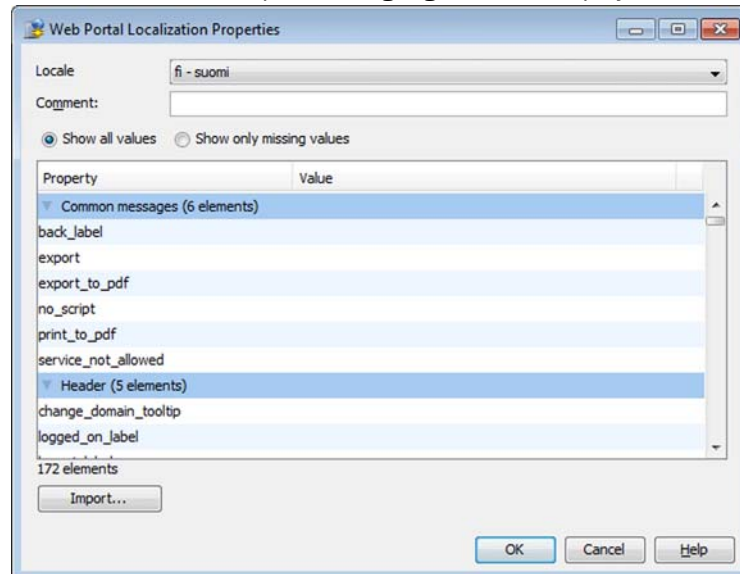 Web Portal Localization Properties
Locale
fi - suomi
Comment:
Show all values Show only missing values
Property Value
Common messages (6 elements)
back_label
export
export_to_pdf
no_script
print_to_pdf
service_not_allowed
Header (5 elements)
change_domain_tooltip
logged_on_label
172 elements
Import...
OK Cancel Help